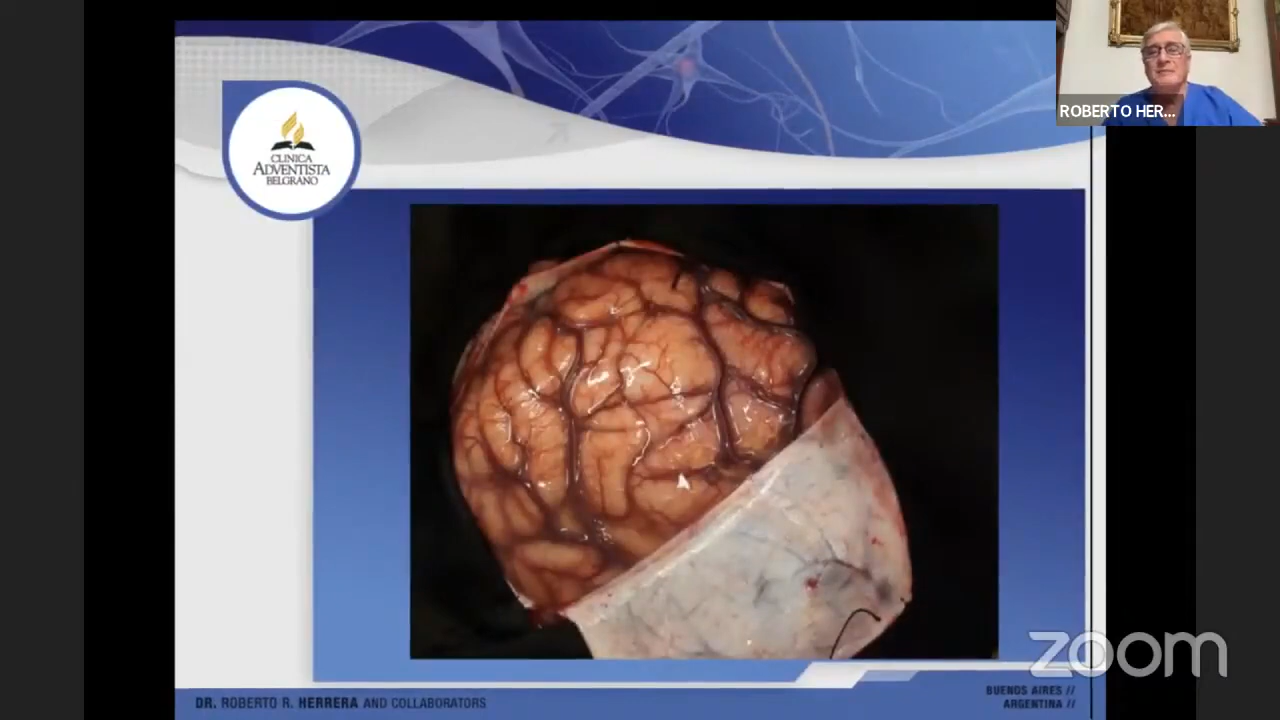 ROBERTO HER...
CLINICA
ADVENTISTA
BELGRANO
zoom
DR. ROBERTO R. HERRERA AND COLLABORATORS
BUENOS AIRES //
ARGENTINA //